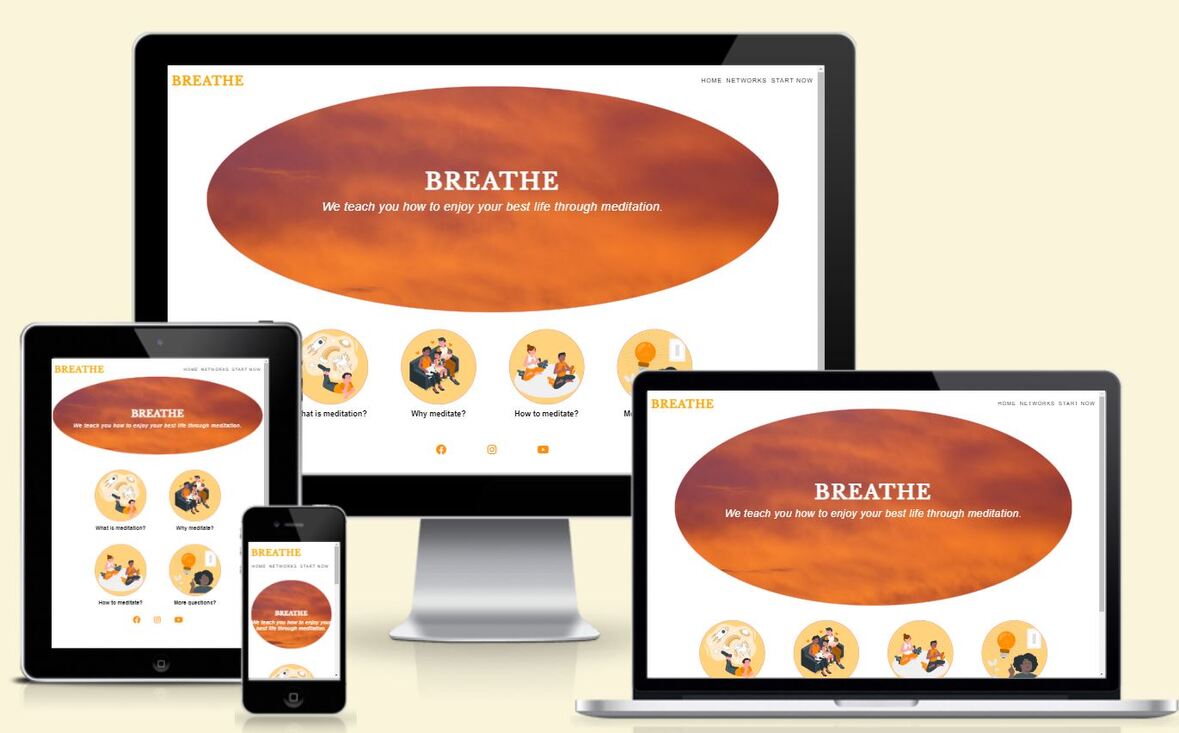 BREATHE
HOME NETWORKS START NOW
BREATHE
We teach you how to enjoy your best life through meditation.
hat is meditation?
Why meditate?
How to meditate?
Mo
BREATHE
HOME NETWORKS START NOW
BREATHE
We teach you how to enjoy your best life through meditation.
What is meditation?
Why meditate?
How to meditate?
More questions?
BREATHE
HOME NETWORKS START NOW
BREATHE
We teach you how to enjoy your
best life through meditation.
BREATHE
HOME NETWORKS START NOW
BREATHE
We teach you how to enjoy your best life through meditation.